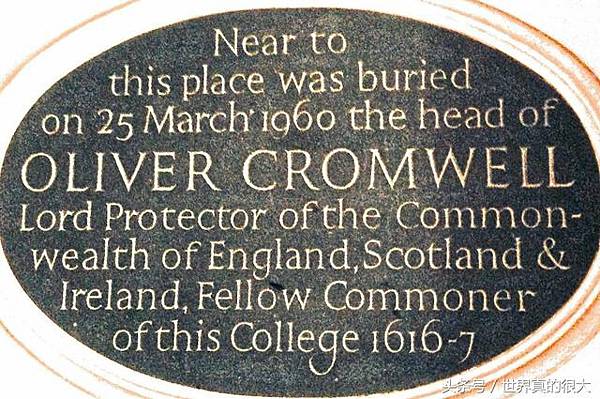 Near to
this place was buried
on 25 March 1960 the head of
OLIVER CROMWELL
Lord Protector of the Common-
wealth of England, Scotland &
Ireland, Fellow Commoner
of this College 1616-7
头条号 / 世界真的很大